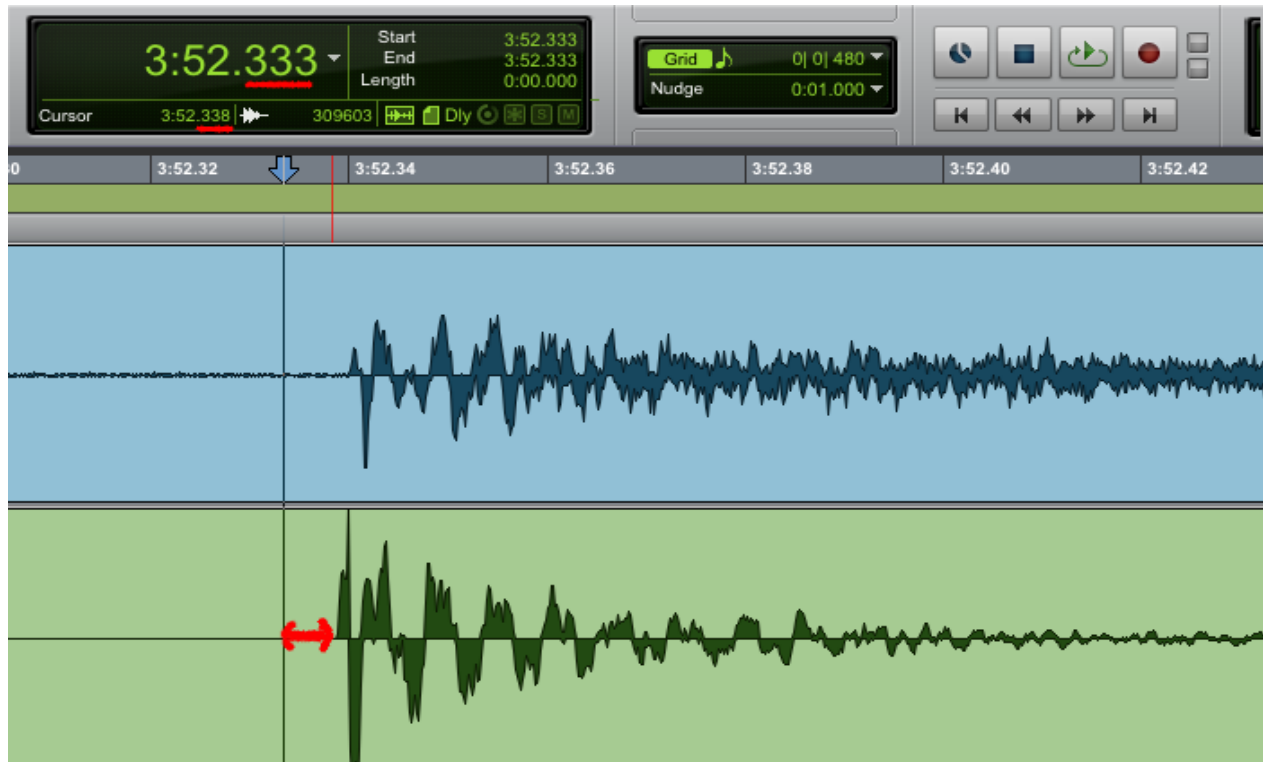 3:52.333
Start 3:52.333
End 3:52.333
Length 0:00.000
Cursor 3:52.338 309603 Dly S M
Grid 0| 0| 480
Nudge 0:01.000
0 3:52.32 3:52.34 3:52.36 3:52.38 3:52.40 3:52.42